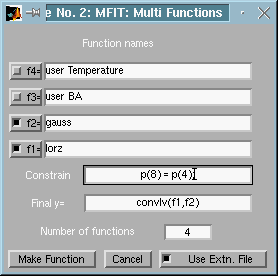 e No. 2: MFIT: Multi Functions
Function names
f4= user Temperature
f3= user BA
f2= gauss
f1= lorz
Constrain p(8) = p(4)
Final y= convlv(f1,f2)
Number of functions 4
Make Function Cancel Use Extn. File